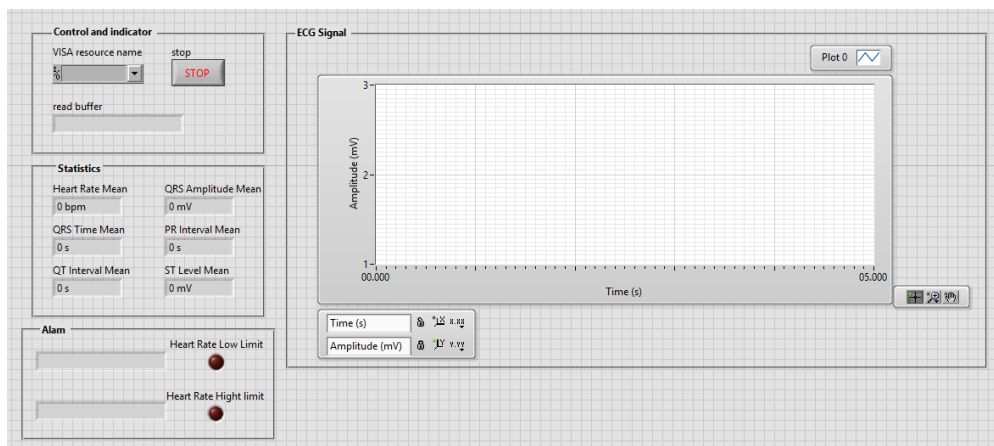 Control and indicator
VISA resource name
stop
STOP
read buffer
Statistics
Heart Rate Mean
QRS Amplitude Mean
0 bpm
0 mV
QRS Time Mean
PR Interval Mean
0 s
0 s
QT Interval Mean
ST Level Mean
0 s
0 mV
Alam
Heart Rate Low Limit
Heart Rate Hight limit
ECG Signal
Plot 0
3
2
1
Amplitude (mV)
00.000
05.000
Time (s)
Time (s)
Amplitude (mV)